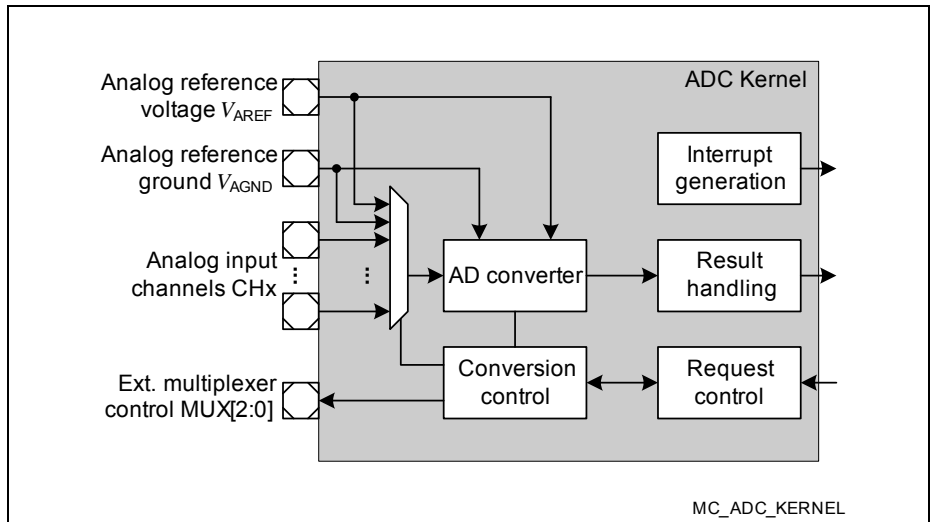 ADC Kernel
Analog reference
voltage VAREF
Analog reference
ground VAGND
Interrupt
generation
Analog input
channels CHx
...
...
AD converter
Result
handling
Ext. multiplexer
control MUX[2:0]
Conversion
control
Request
control
MC_ADC_KERNEL